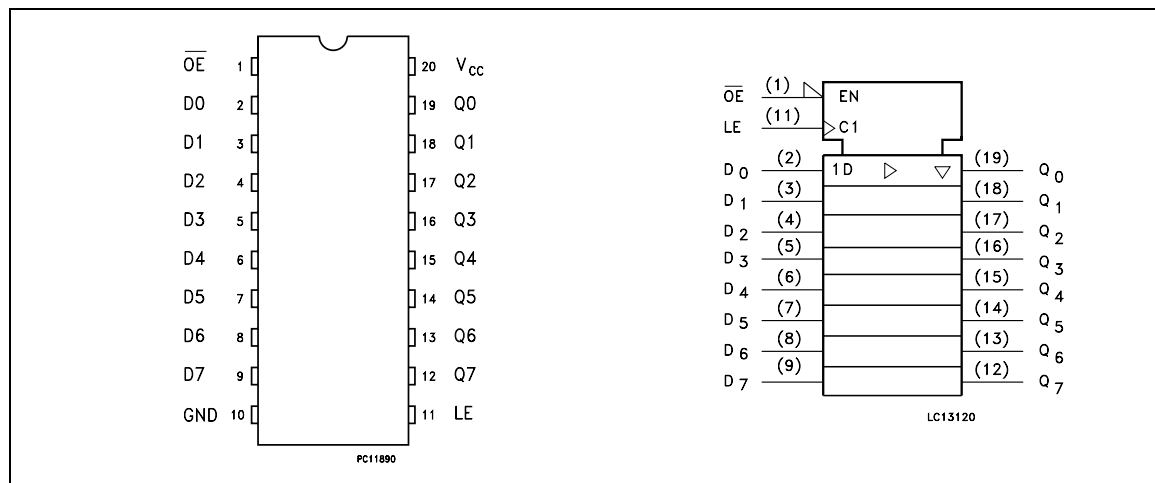 O̅E̅ 1 20 VCC
D0 2 19 Q0
D1 3 18 Q1
D2 4 17 Q2
D3 5 16 Q3
D4 6 15 Q4
D5 7 14 Q5
D6 8 13 Q6
D7 9 12 Q7
GND 10 11 LE
PC11890
O̅E̅ (1) EN
LE (11) C1
D0 (2) 1D (19) Q0
D1 (3) (18) Q1
D2 (4) (17) Q2
D3 (5) (16) Q3
D4 (6) (15) Q4
D5 (7) (14) Q5
D6 (8) (13) Q6
D7 (9) (12) Q7
LC13120